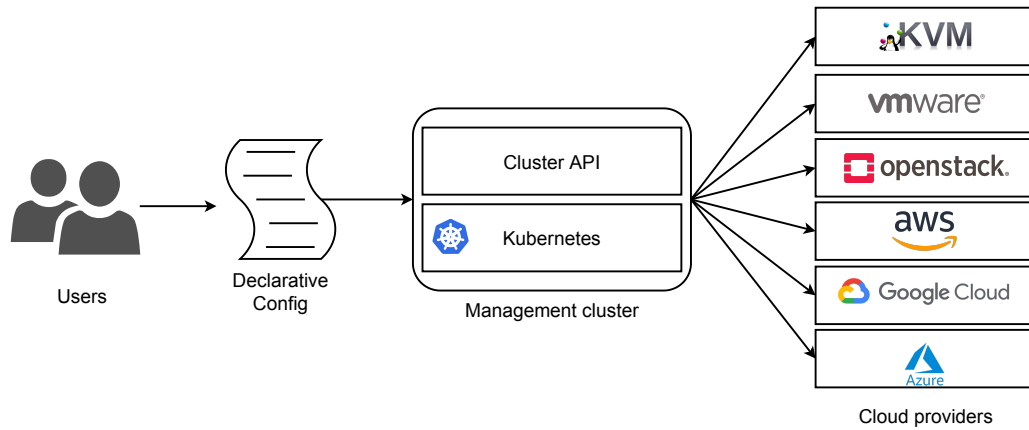 Users
Declarative
Config
Cluster API
Kubernetes
Management cluster
KVM
vmware®
openstack.
aws
Google Cloud
Azure
Cloud providers